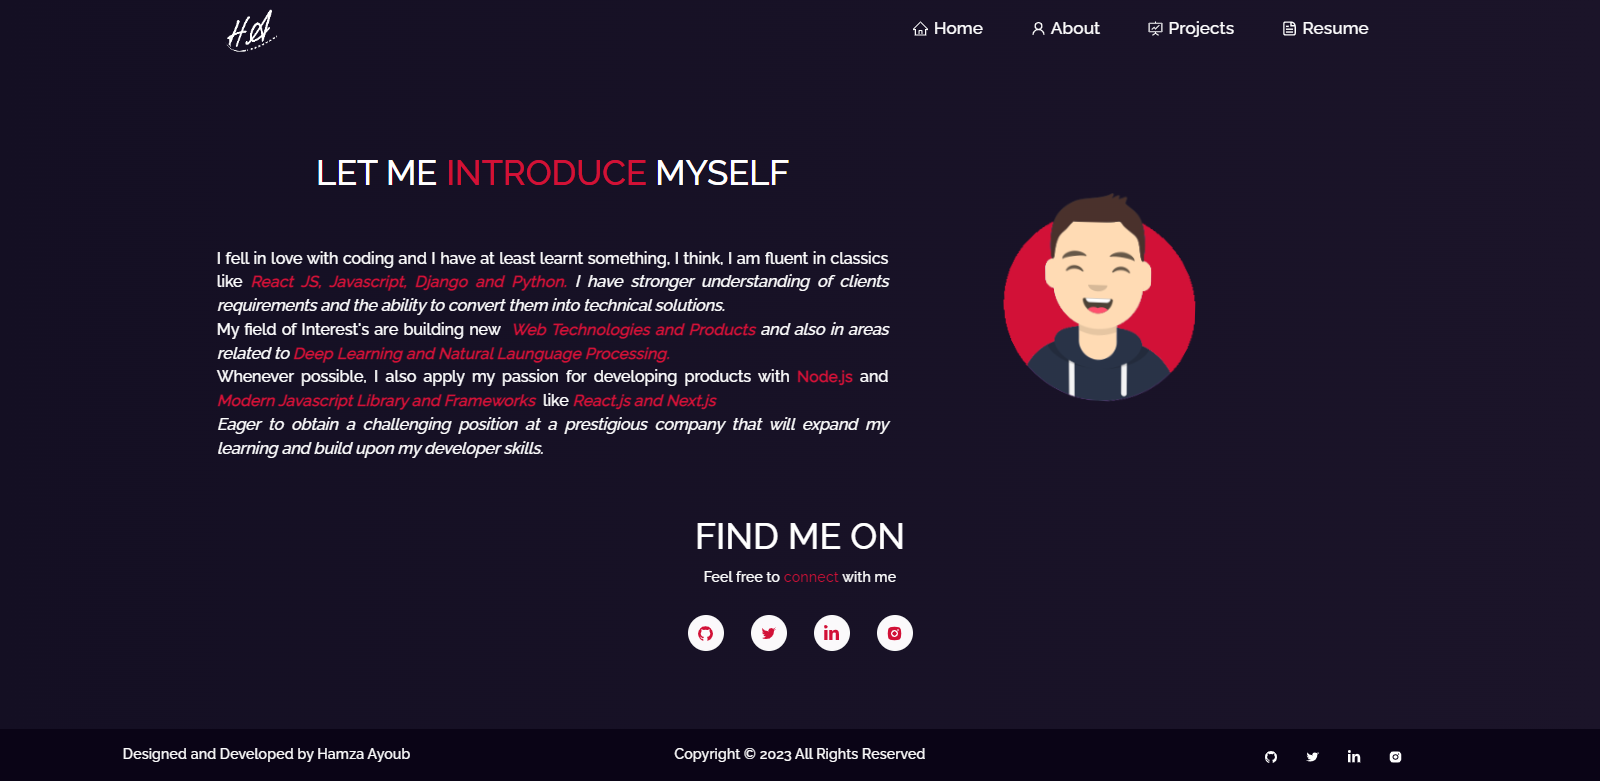 HA
Home About Projects Resume
LET ME INTRODUCE MYSELF
I fell in love with coding and I have at least learnt something, I think, I am fluent in classics
like React JS, Javascript, Django and Python. I have stronger understanding of clients
requirements and the ability to convert them into technical solutions.
My field of Interest's are building new Web Technologies and Products and also in areas
related to Deep Learning and Natural Launguage Processing.
Whenever possible, I also apply my passion for developing products with Node.js and
Modern Javascript Library and Frameworks like React.js and Next.js
Eager to obtain a challenging position at a prestigious company that will expand my
learning and build upon my developer skills.
FIND ME ON
Feel free to connect with me
in
Designed and Developed by Hamza Ayoub
Copyright © 2023 All Rights Reserved
in